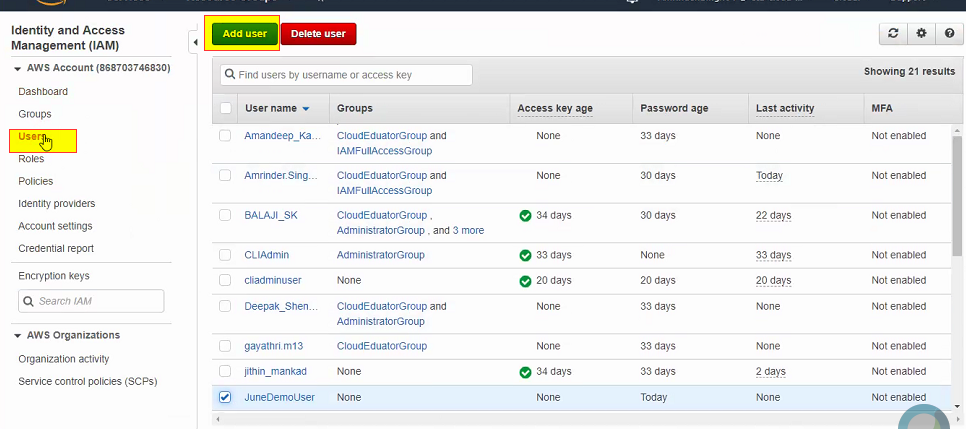 Identity and Access
Management (IAM)
AWS Account (868703746830)
Dashboard
Groups
Users
Roles
Policies
Identity providers
Account settings
Credential report
Encryption keys
Search IAM
AWS Organizations
Organization activity
Service control policies (SCPs)
Add user Delete user
Find users by username or access key Showing 21 results
User name Groups Access key age Password age Last activity MFA
Amandeep_Ka... CloudEduatorGroup and None 33 days None Not enabled
IAMFullAccessGroup
Amrinder.Sing... CloudEduatorGroup and None 30 days Today Not enabled
IAMFullAccessGroup
BALAJI_SK CloudEduatorGroup , 34 days 30 days 22 days Not enabled
AdministratorGroup , and 3 more
CLIAdmin AdministratorGroup 33 days None 33 days Not enabled
cliadminuser None 20 days 20 days 20 days Not enabled
Deepak_Shen... CloudEduatorGroup and None 33 days None Not enabled
AdministratorGroup
gayathri.m13 CloudEduatorGroup None 33 days None Not enabled
jithin_mankad None 34 days 33 days 2 days Not enabled
JuneDemoUser None None Today None Not enabled